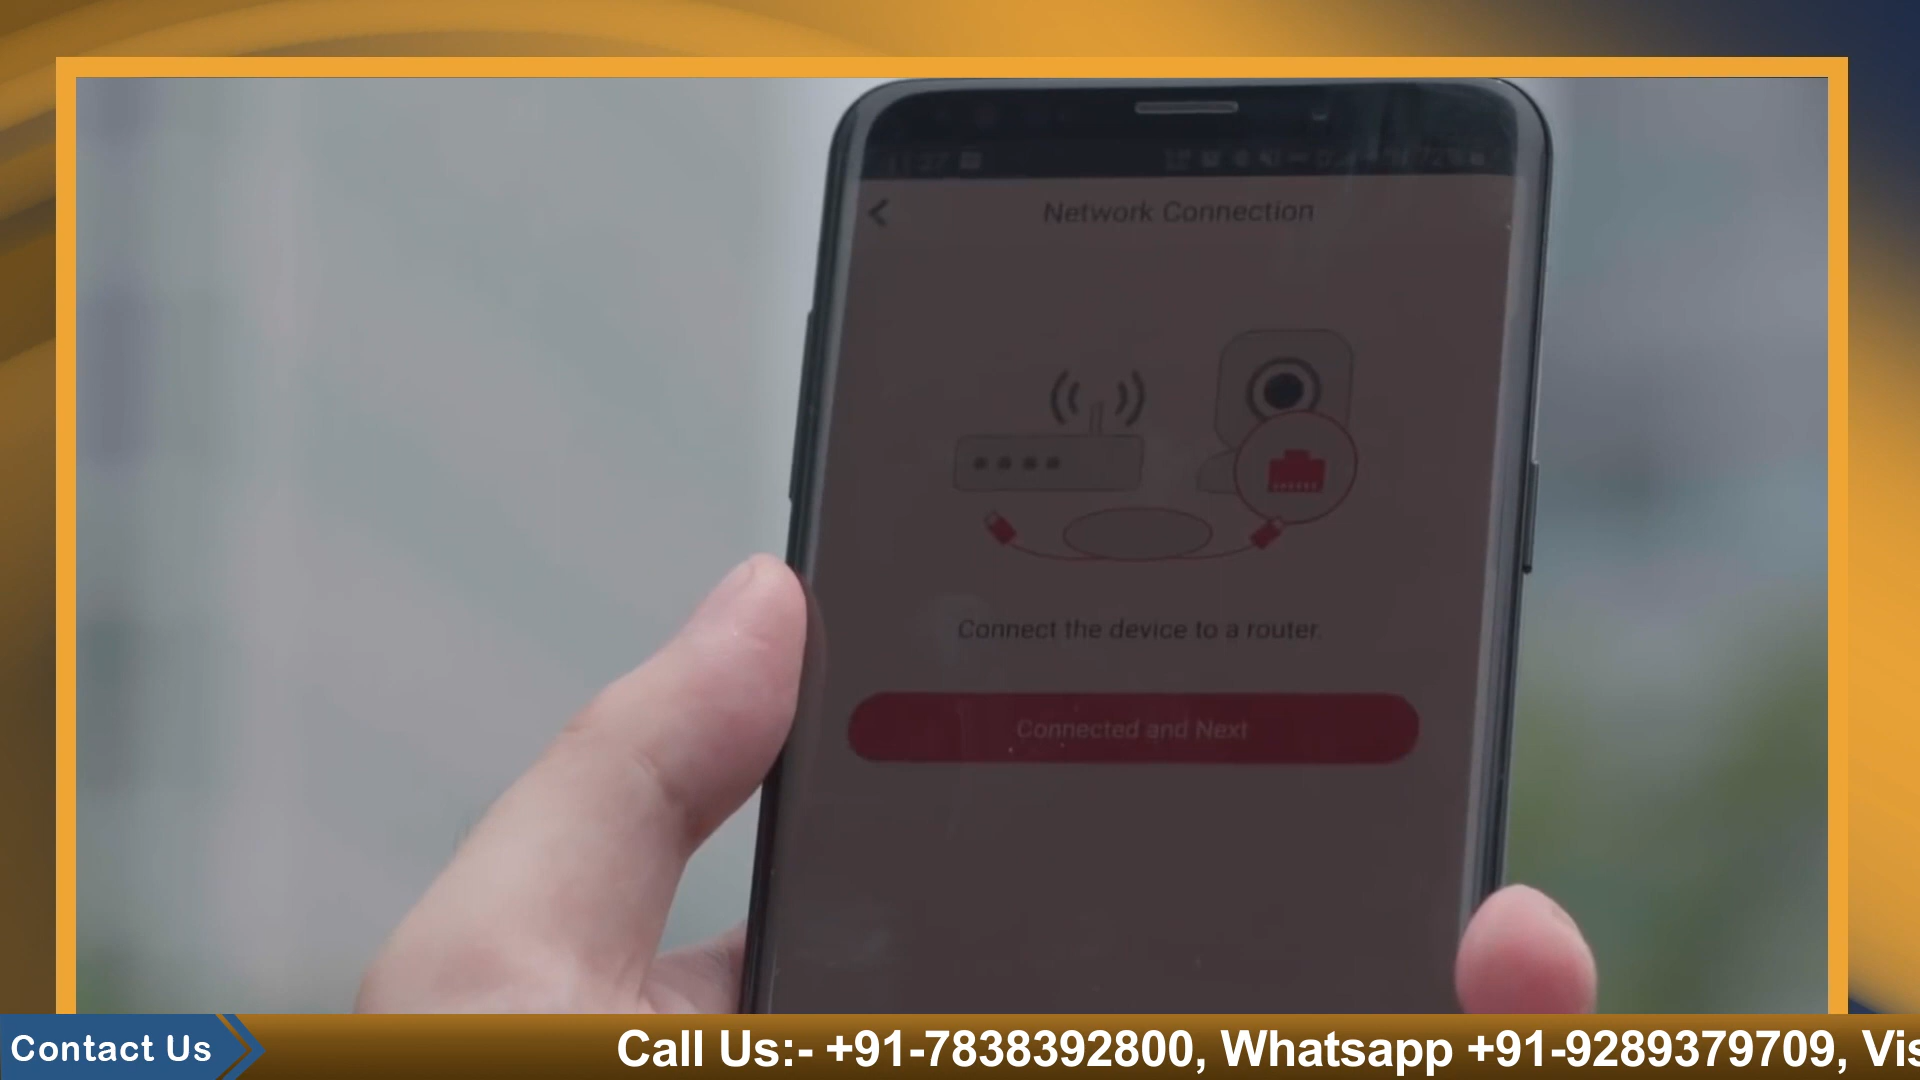 Network Connection
Connect the device to a router.
Connected and Next
Contact Us
Call Us:- +91-7838392800, Whatsapp +91-9289379709, Vis